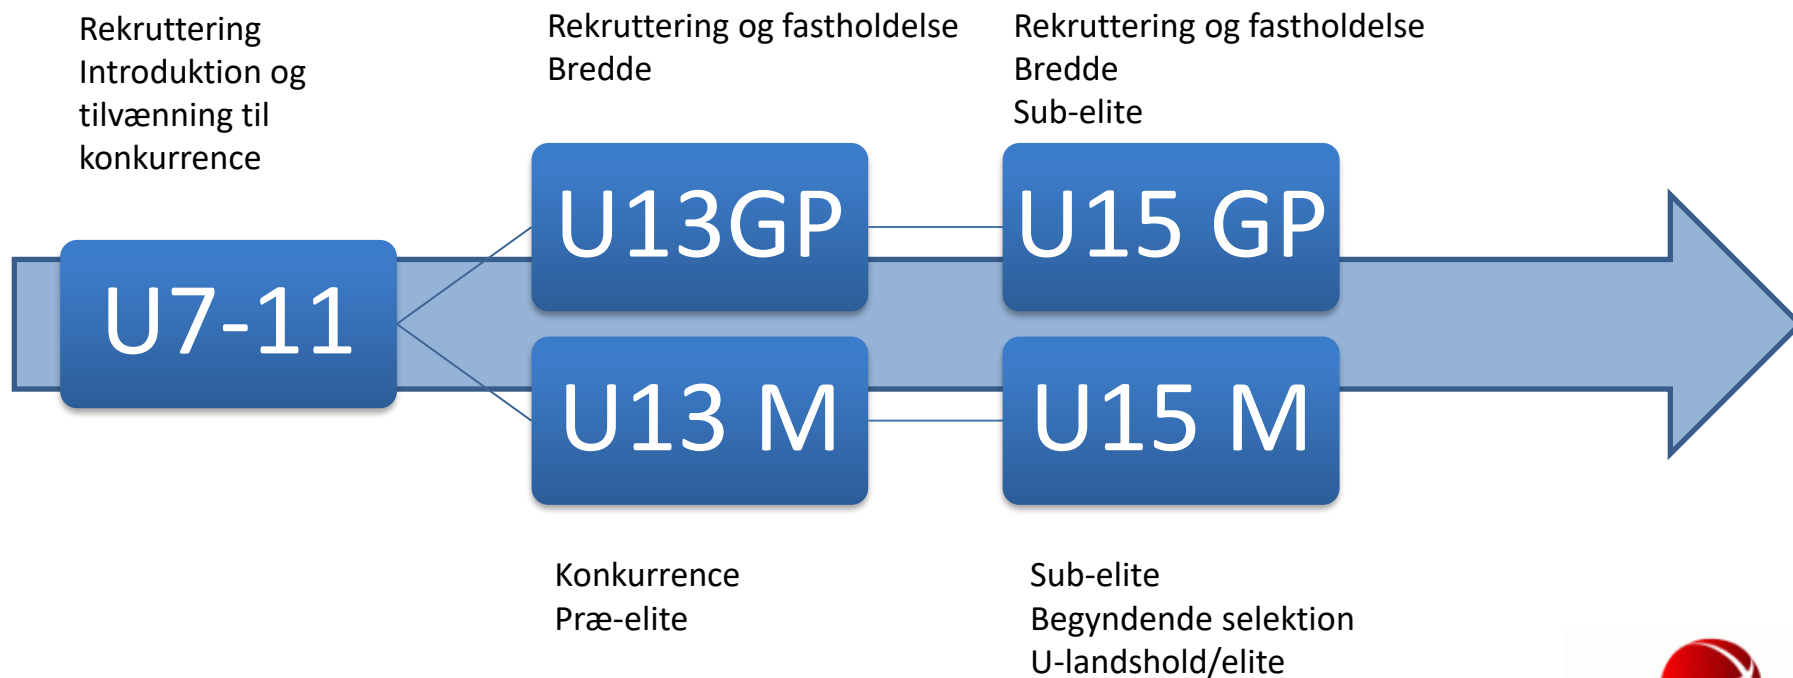 Rekruttering
Introduktion og
tilvænning til
konkurrence
Rekruttering og fastholdelse
Bredde
Rekruttering og fastholdelse
Bredde
Sub-elite
U7-11
U13GP
U15 GP
U13 M
U15 M
Konkurrence
Præ-elite
Sub-elite
Begyndende selektion
U-landshold/elite